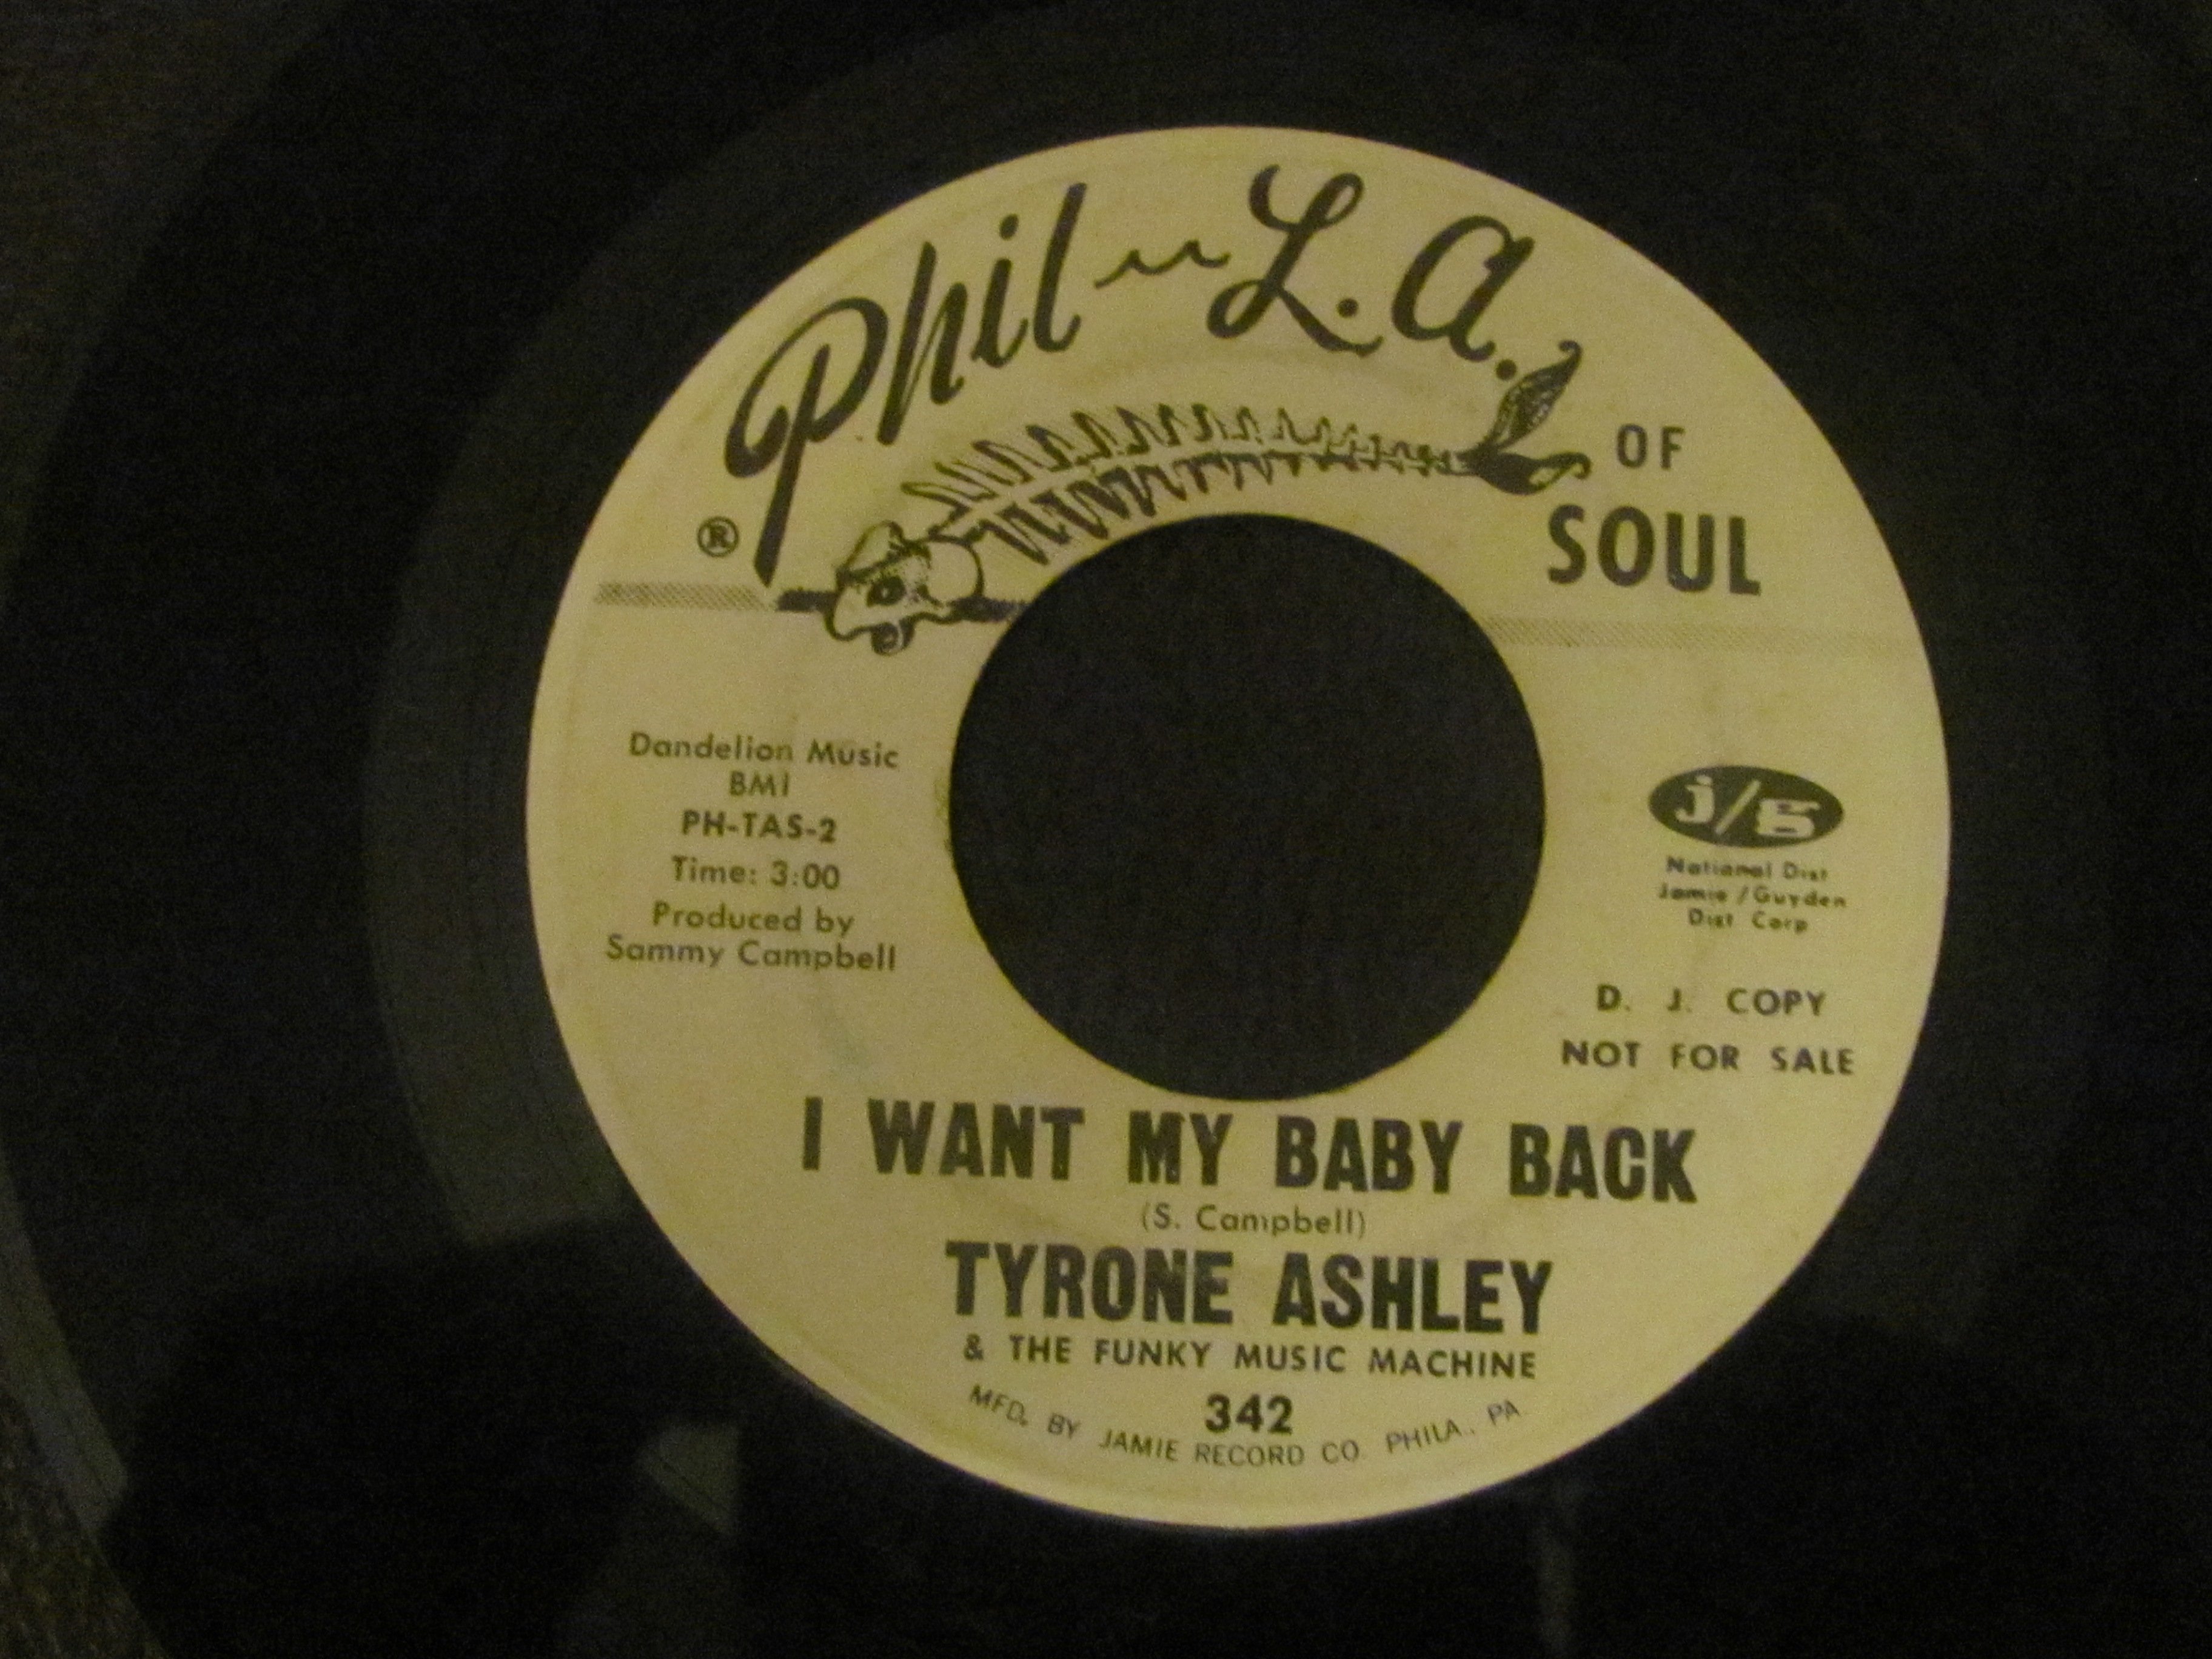 Phil-L.A.
OF
SOUL
®
Dandelion Music
BMI
PH-TAS-2
Time: 3:00
Produced by
Sammy Campbell
j/g
National Dist
Jamie/Guyden
Dist Corp
D. J. COPY
NOT FOR SALE
I WANT MY BABY BACK
(S. Campbell)
TYRONE ASHLEY
& THE FUNKY MUSIC MACHINE
342
MFD. BY JAMIE RECORD CO. PHILA., PA.